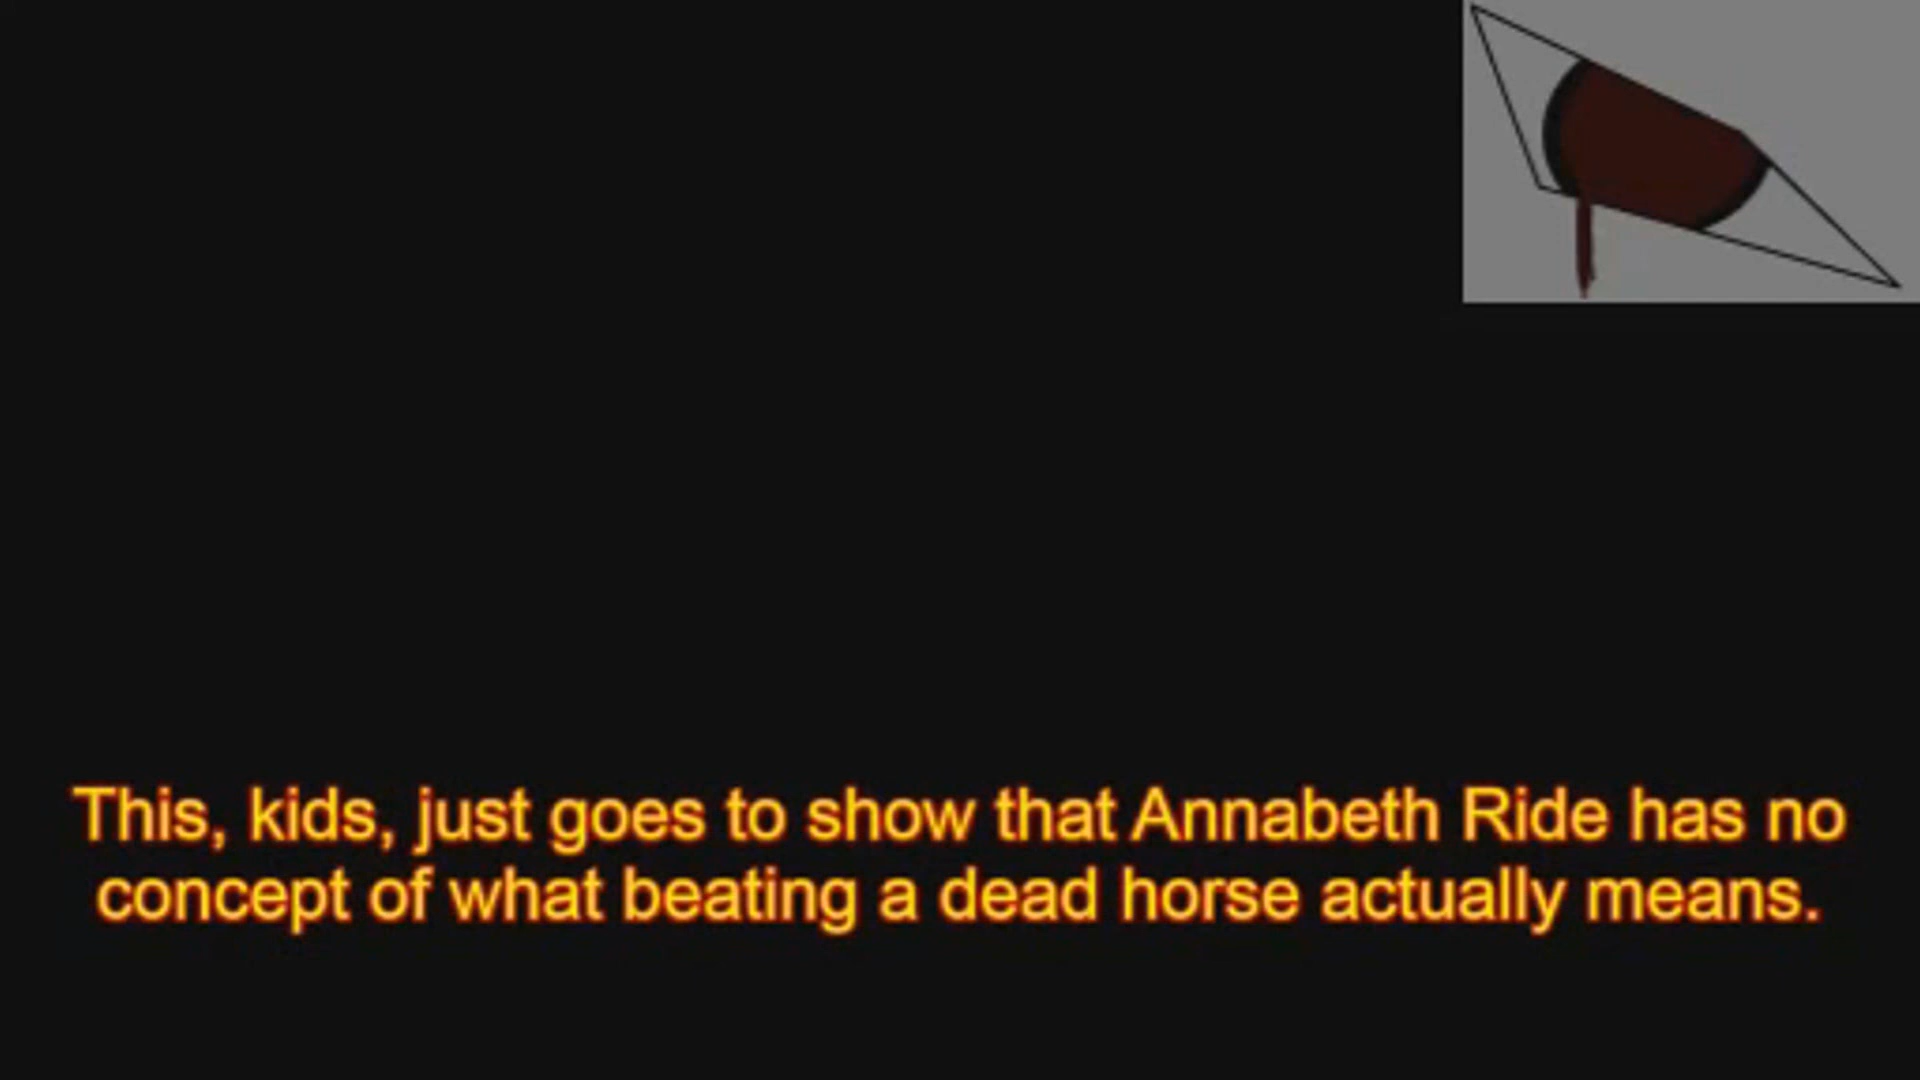 This, kids, just goes to show that Annabeth Ride has no
concept of what beating a dead horse actually means.